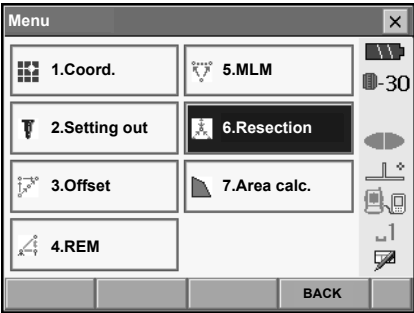 Menu
1.Coord.
5.MLM
2.Setting out
6.Resection
3.Offset
7.Area calc.
4.REM
BACK
-30
1